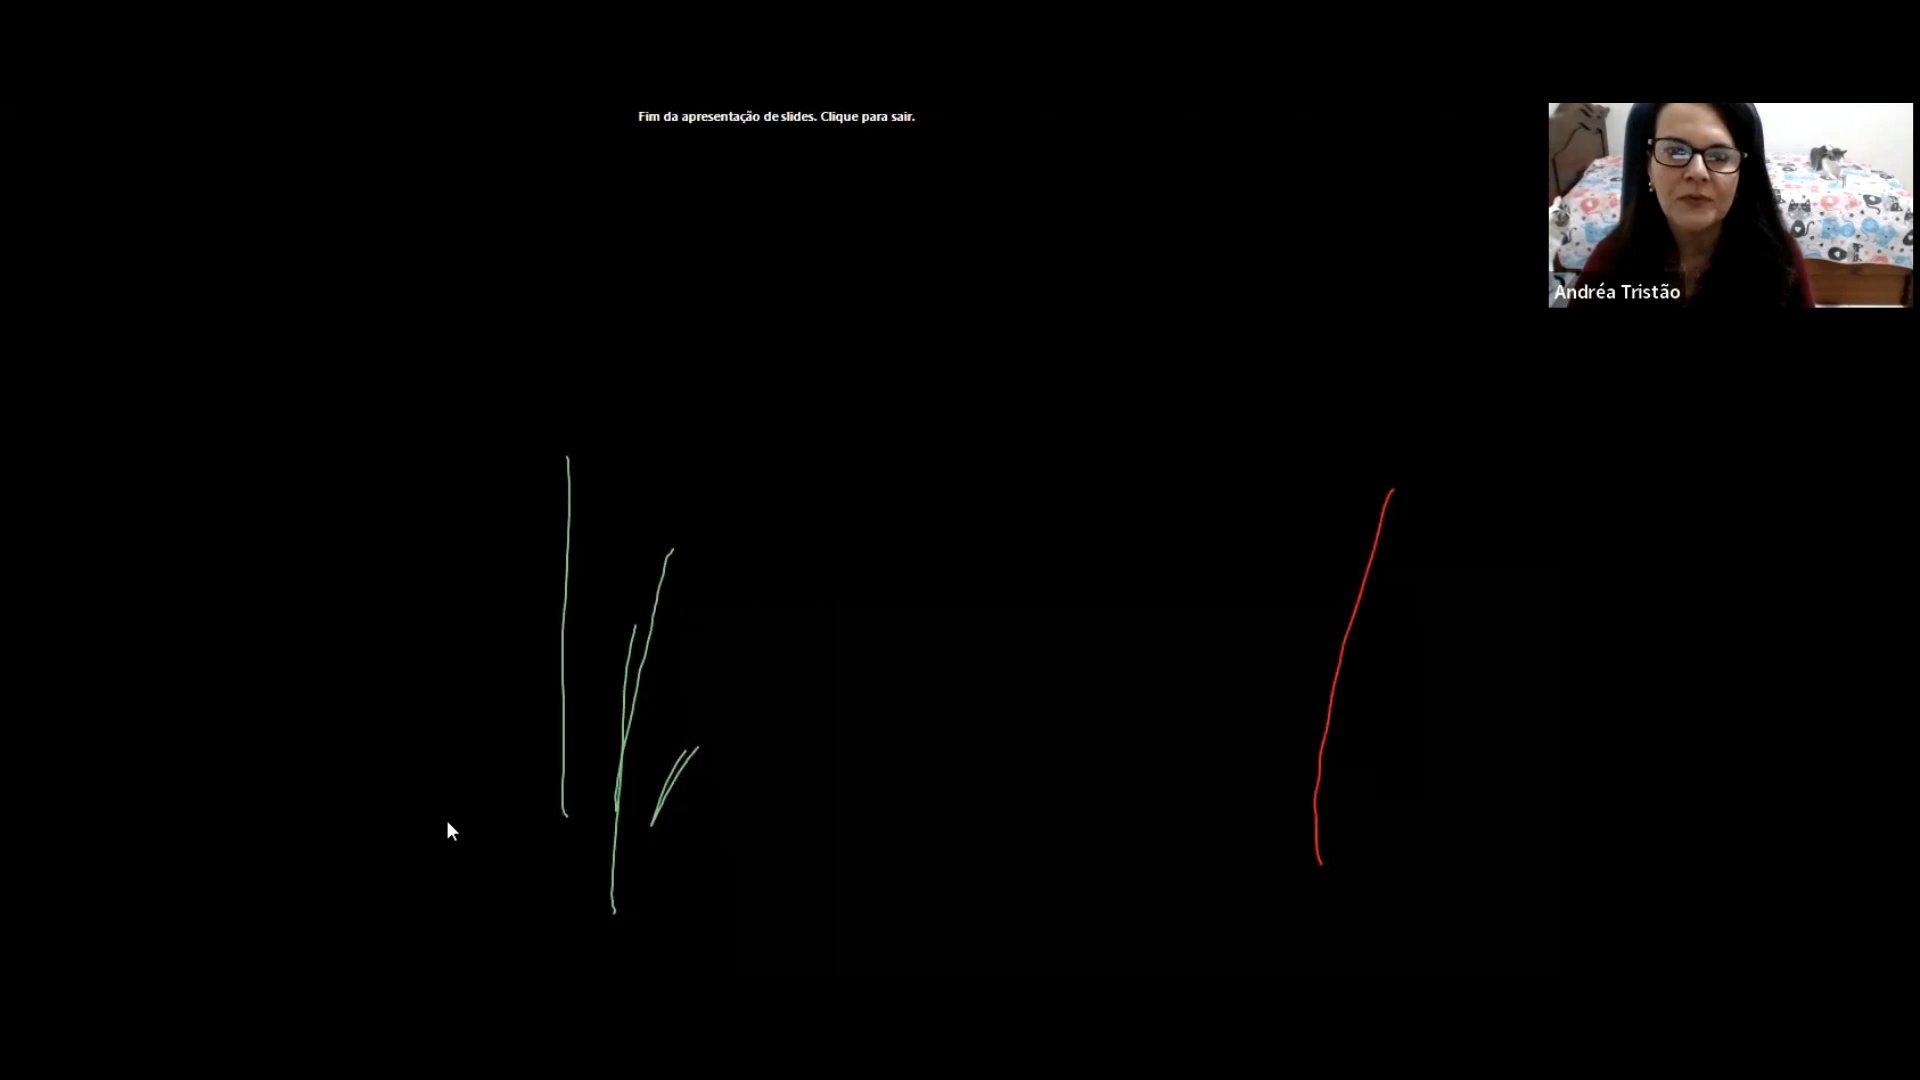 Fim da apresentação de slides. Clique para sair.
Andréa Tristão